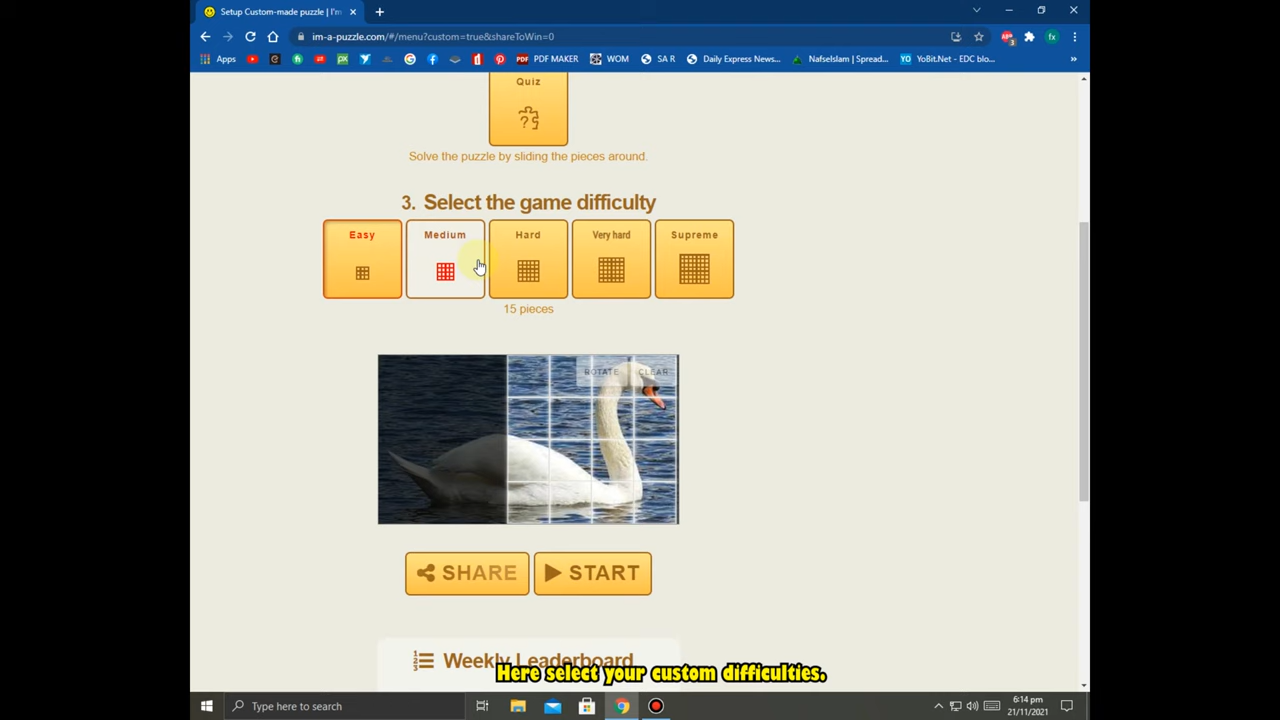 Setup Custom-made puzzle | I'm
im-a-puzzle.com/#/menu?custom=true&shareToWin=0
Apps
PDF MAKER
WOM
SA R
Daily Express New...
NafseIslam | Spread...
YoBit.Net - EDC blo...
»
Quiz
Solve the puzzle by sliding the pieces around.
3. Select the game difficulty
Easy
Medium
Hard
Very hard
Supreme
15 pieces
ROTATE
CLEAR
SHARE
START
Weekly Leaderboard
Here select your custom difficulties.
Type here to search
6:14 pm
21/11/2021